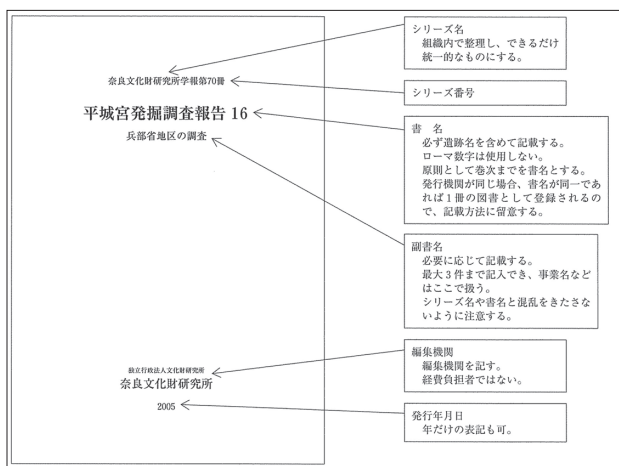 奈良文化財研究所学報第70冊
平城宮発掘調査報告 16
兵部省地区の調査
独立行政法人文化財研究所
奈良文化財研究所
2005
シリーズ名
組織内で整理し、できるだけ
統一的なものにする。
シリーズ番号
書　名
必ず遺跡名を含めて記載する。
ローマ数字は使用しない。
原則として巻次までを書名とする。
発行機関が同じ場合、書名が同一であ
れば1冊の図書として登録されるの
で、記載方法に留意する。
副書名
必要に応じて記載する。
最大3件まで記入でき、事業名など
はここで扱う。
シリーズ名や書名と混乱をきたさな
いように注意する。
編集機関
編集機関を記す。
経費負担者ではない。
発行年月日
年だけの表記も可。